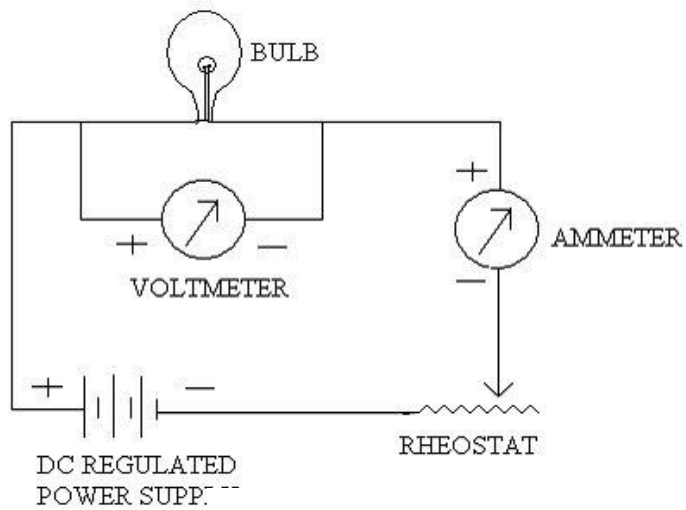 BULB
+
+ −
AMMETER
VOLTMETER
−
+ −
RHEOSTAT
DC REGULATED
POWER